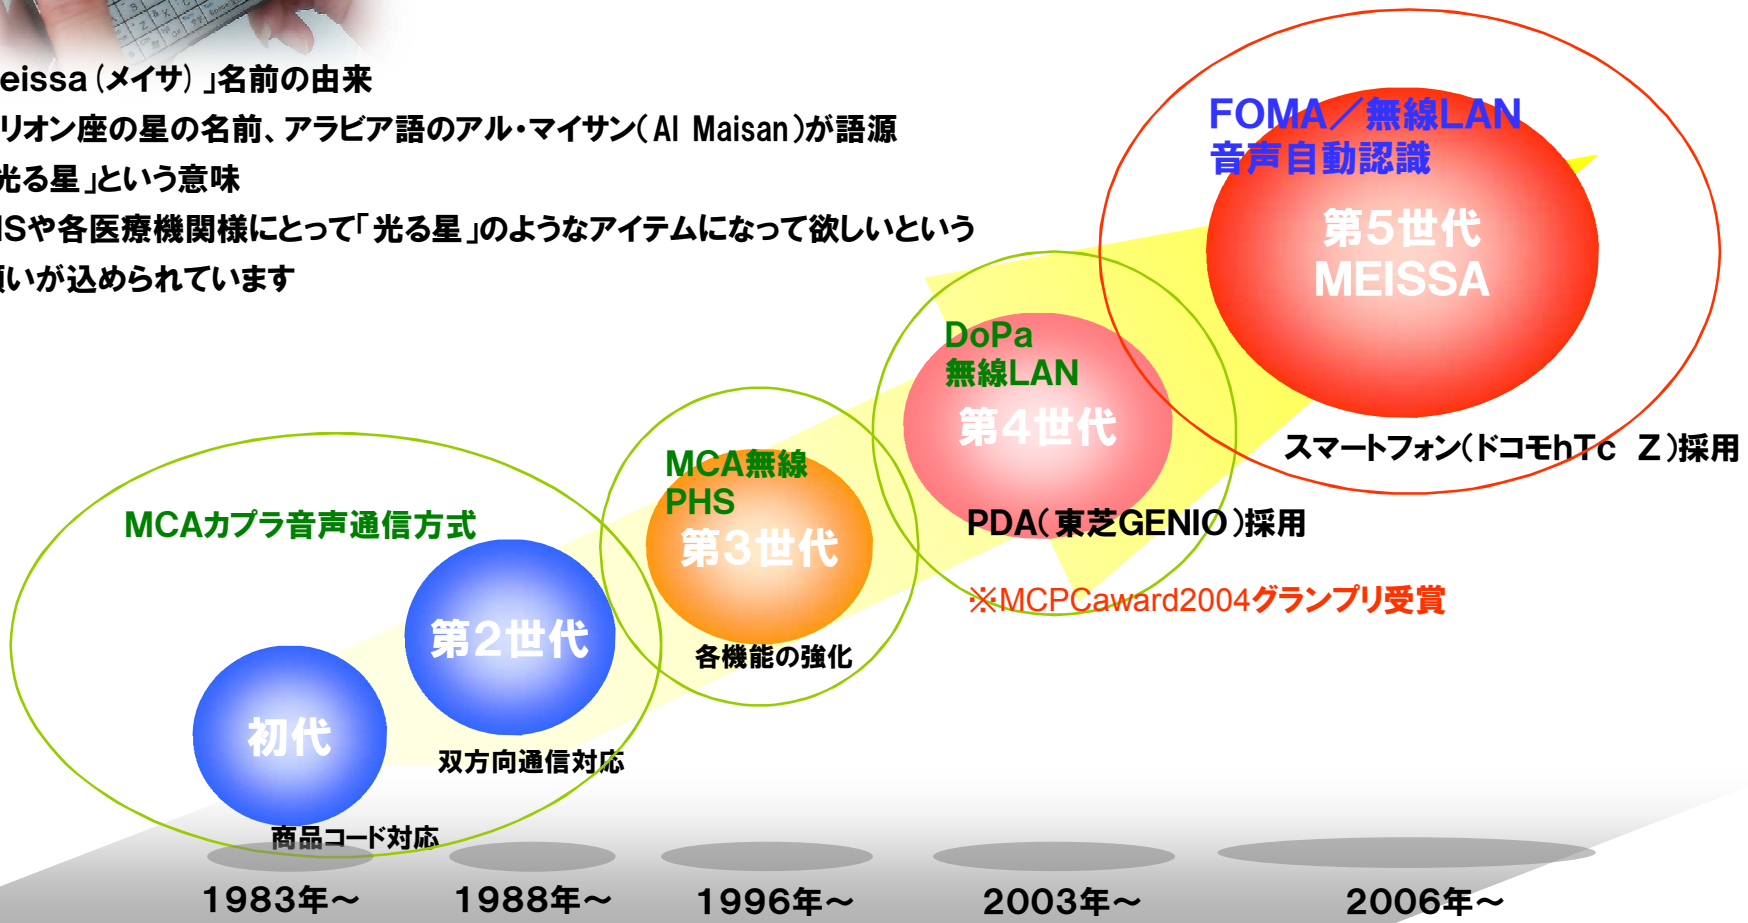 eissa（メイサ）」名前の由来
リオン座の星の名前、アラビア語のアル・マイサン（Al Maisan）が語源
光る星」という意味
Sや各医療機関様にとって「光る星」のようなアイテムになって欲しいという
いが込められています
FOMA／無線LAN
音声自動認識
第5世代
MEISSA
スマートフォン（ドコモhTc Z）採用
DoPa
無線LAN
第4世代
PDA（東芝GENIO）採用
※MCPCaward2004グランプリ受賞
MCA無線
PHS
第3世代
各機能の強化
MCAカプラ音声通信方式
第2世代
双方向通信対応
初代
商品コード対応
1983年～
1988年～
1996年～
2003年～
2006年～